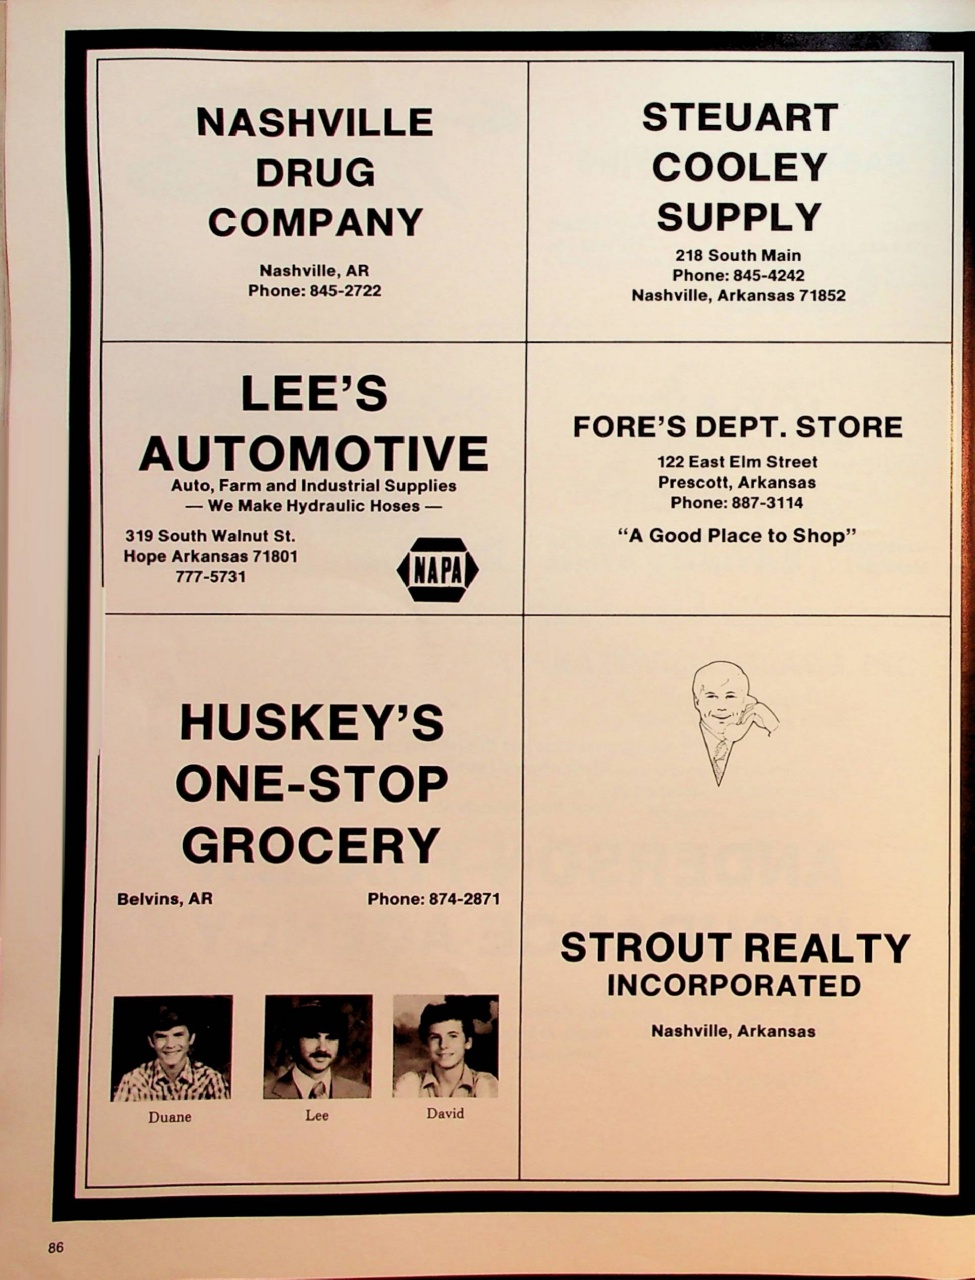 NASHVILLE
DRUG
COMPANY
Nashville, AR
Phone: 845-2722
STEUART
COOLEY
SUPPLY
218 South Main
Phone: 845-4242
Nashville, Arkansas 71852
LEE'S
AUTOMOTIVE
Auto, Farm and Industrial Supplies
— We Make Hydraulic Hoses —
319 South Walnut St.
Hope Arkansas 71801
777-5731
NAPA
FORE'S DEPT. STORE
122 East Elm Street
Prescott, Arkansas
Phone: 887-3114
"A Good Place to Shop"
HUSKEY'S
ONE-STOP
GROCERY
Belvins, AR Phone: 874-2871
Duane Lee David
STROUT REALTY
INCORPORATED
Nashville, Arkansas
86